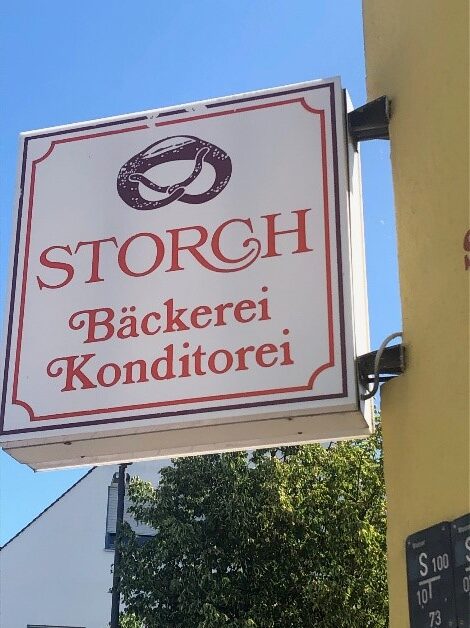 STORCH
Bäckerei
Konditorei
S 100
10
73